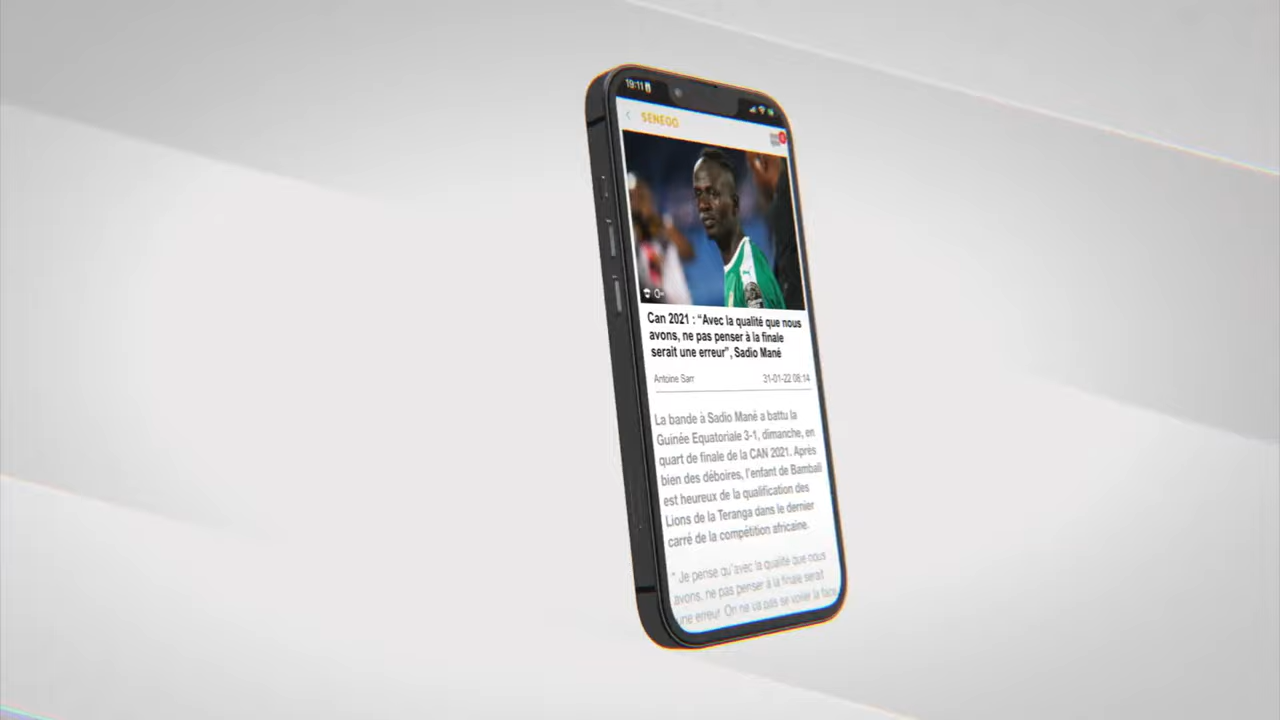 19:11
SENEGO
Can 2021 : “Avec la qualité que nous
avons, ne pas penser à la finale
serait une erreur”, Sadio Mané
Antoine Sarr 31-01-22 08:14
La bande à Sadio Mané a battu la
Guinée Equatoriale 3-1, dimanche, en
quart de finale de la CAN 2021. Après
bien des déboires, l’enfant de Bambali
est heureux de la qualification des
Lions de la Teranga dans le dernier
carré de la compétition africaine.
" Je pense qu’avec la qualité que nous
avons, ne pas penser à la finale serait
une erreur. On ne va pas se voiler la face